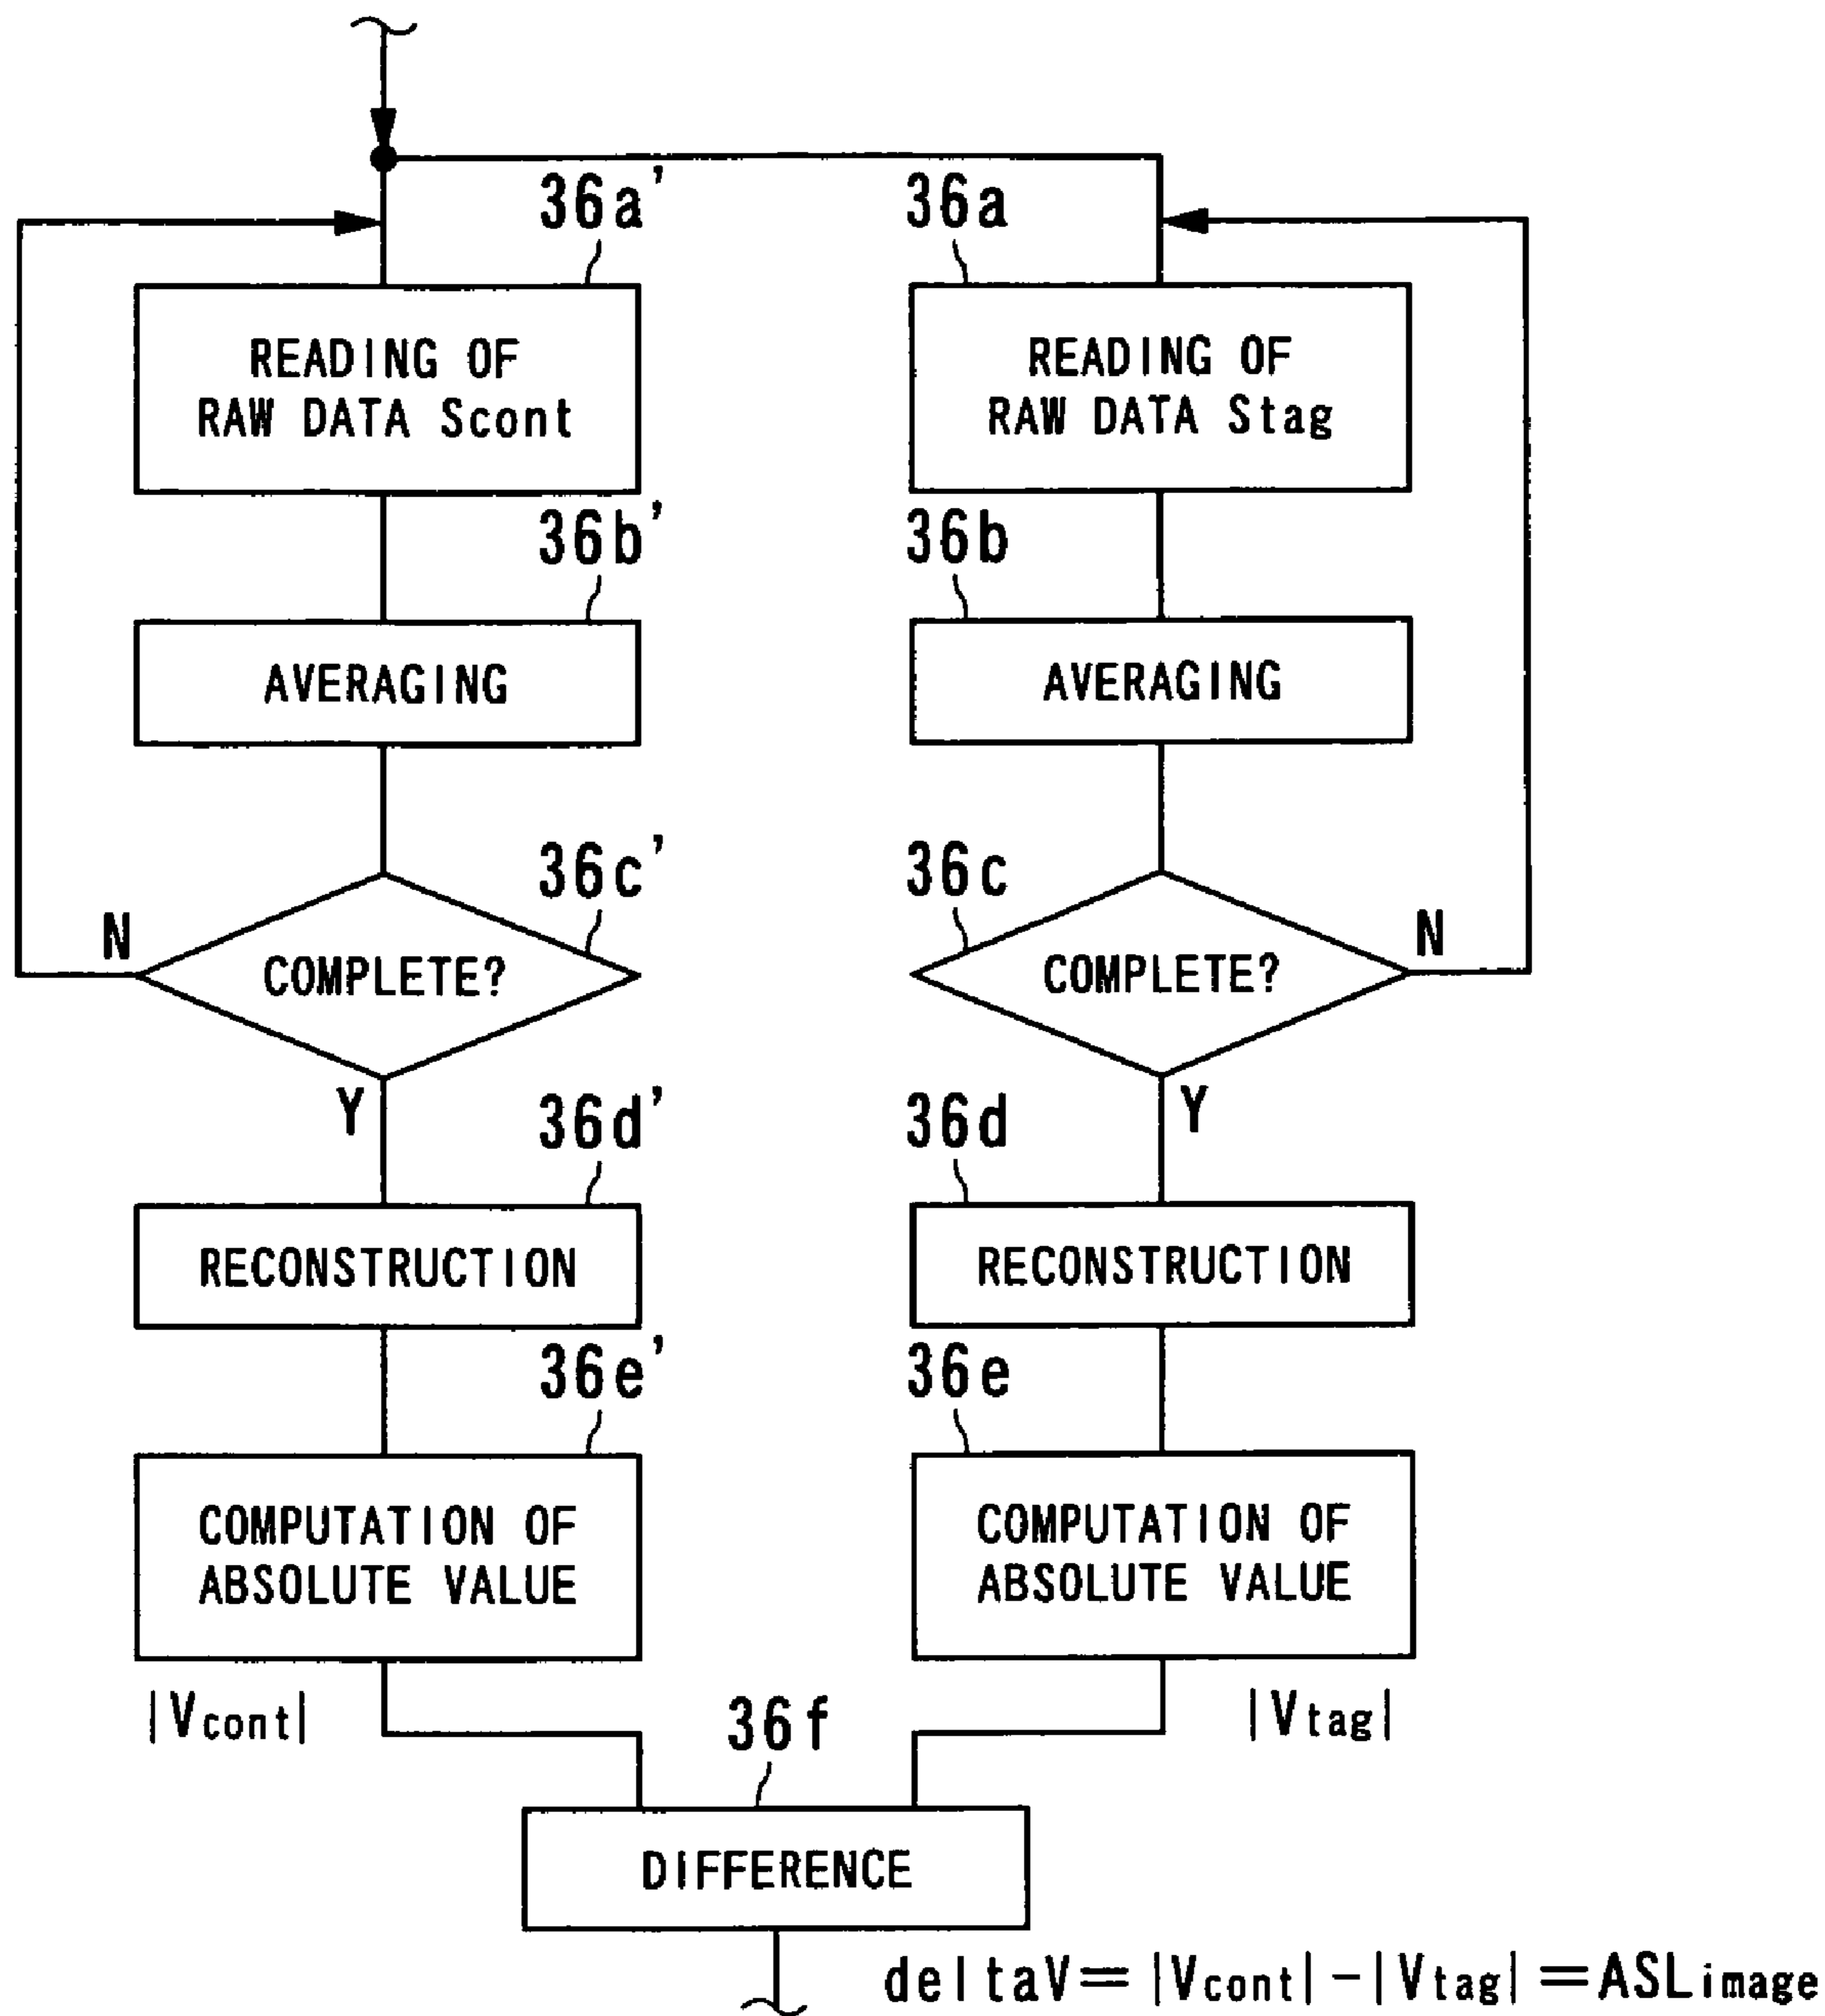 36a'
36a
READING OF
RAW DATA Scont
READING OF
RAW DATA Stag
36b'
36b
AVERAGING
AVERAGING
36c'
36c
N
COMPLETE?
COMPLETE?
N
Y
Y
36d'
36d
RECONSTRUCTION
RECONSTRUCTION
36e'
36e
COMPUTATION OF
ABSOLUTE VALUE
COMPUTATION OF
ABSOLUTE VALUE
|Vcont|
|Vtag|
36f
DIFFERENCE
deltaV=|Vcont|-|Vtag|=ASLimage